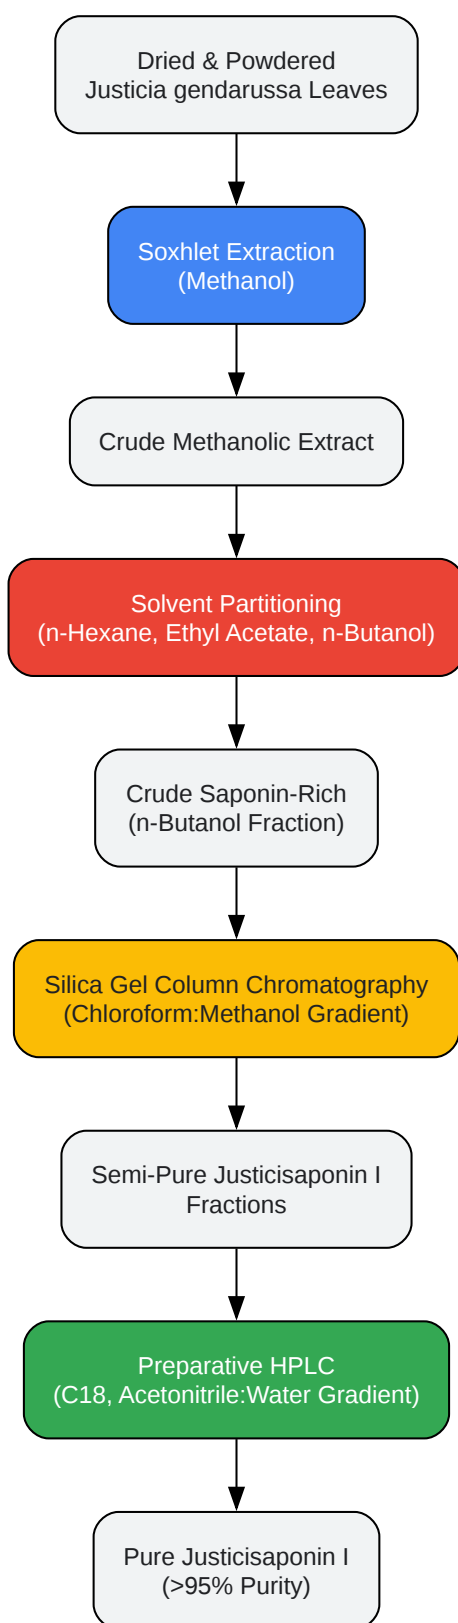 Dried & Powdered
Justicia gendarussa Leaves
Soxhlet Extraction
(Methanol)
Crude Methanolic Extract
Solvent Partitioning
(n-Hexane, Ethyl Acetate, n-Butanol)
Crude Saponin-Rich
(n-Butanol Fraction)
Silica Gel Column Chromatography
(Chloroform:Methanol Gradient)
Semi-Pure Justicisaponin I
Fractions
Preparative HPLC
(C18, Acetonitrile:Water Gradient)
Pure Justicisaponin I
(>95% Purity)